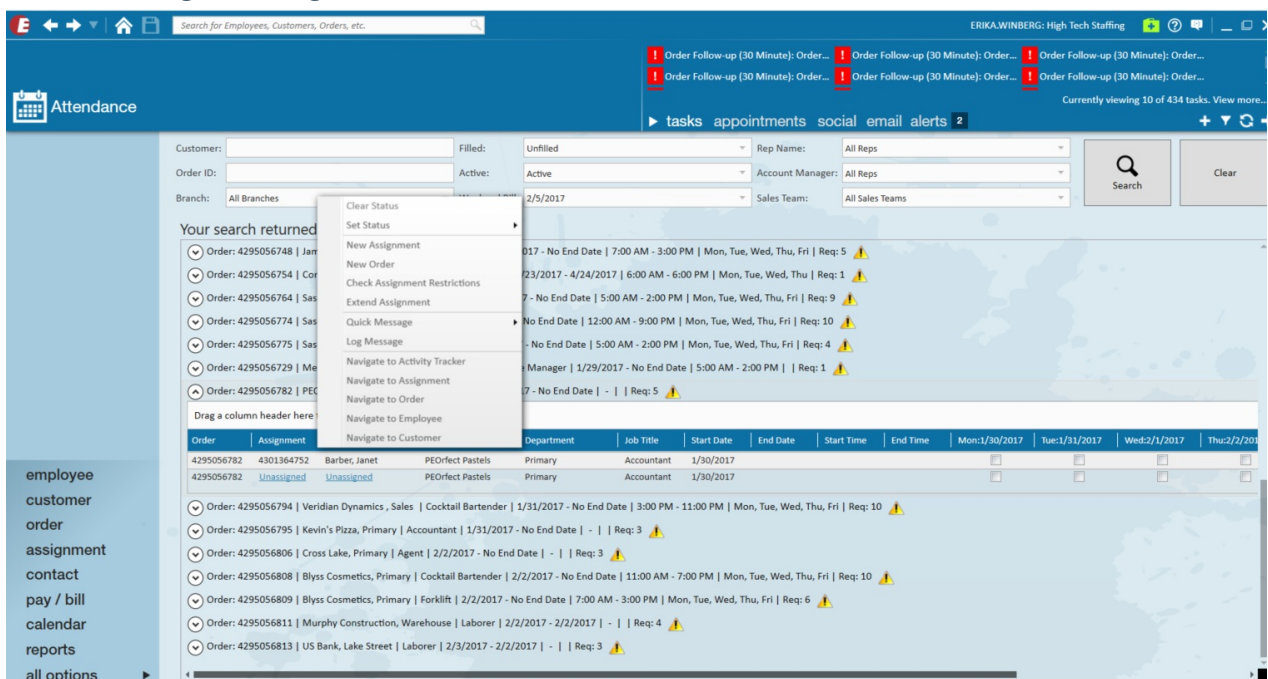 Search for Employees, Customers, Orders, etc.
ERIKA.WINBERG: High Tech Staffing
! Order Follow-up (30 Minute): Order... ! Order Follow-up (30 Minute): Order... ! Order Follow-up (30 Minute): Order...
! Order Follow-up (30 Minute): Order... ! Order Follow-up (30 Minute): Order... ! Order Follow-up (30 Minute): Order...
Attendance
Currently viewing 10 of 434 tasks. View more...
tasks appointments social email alerts 2
Customer: Filled: Unfilled Rep Name: All Reps
Order ID: Active: Active Account Manager: All Reps
Search Clear
Branch: All Branches 2/5/2017 Sales Team: All Sales Teams
Clear Status
Set Status
New Assignment
New Order
Check Assignment Restrictions
Extend Assignment
Quick Message
Log Message
Navigate to Activity Tracker
Navigate to Assignment
Navigate to Order
Navigate to Employee
Navigate to Customer
Your search returned
Order: 4295056748 | Jam 017 - No End Date | 7:00 AM - 3:00 PM | Mon, Tue, Wed, Thu, Fri | Req: 5
Order: 4295056754 | Cor /23/2017 - 4/24/2017 | 6:00 AM - 6:00 PM | Mon, Tue, Wed, Thu | Req: 1
Order: 4295056764 | Sas 7 - No End Date | 5:00 AM - 2:00 PM | Mon, Tue, Wed, Thu, Fri | Req: 9
Order: 4295056774 | Sas No End Date | 12:00 AM - 9:00 PM | Mon, Tue, Wed, Thu, Fri | Req: 10
Order: 4295056775 | Sas - No End Date | 5:00 AM - 2:00 PM | Mon, Tue, Wed, Thu, Fri | Req: 4
Order: 4295056729 | Me Manager | 1/29/2017 - No End Date | 5:00 AM - 2:00 PM | | Req: 1
Order: 4295056782 | PEO 17 - No End Date | - | | Req: 5
Drag a column header here
Order Assignment Department Job Title Start Date End Date Start Time End Time Mon:1/30/2017 Tue:1/31/2017 Wed:2/1/2017 Thu:2/2/201
4295056782 4301364752 Barber, Janet PEOrfect Pastels Primary Accountant 1/30/2017
4295056782 Unassigned Unassigned PEOrfect Pastels Primary Accountant 1/30/2017
Order: 4295056794 | Veridian Dynamics , Sales | Cocktail Bartender | 1/31/2017 - No End Date | 3:00 PM - 11:00 PM | Mon, Tue, Wed, Thu, Fri | Req: 10
Order: 4295056795 | Kevin's Pizza, Primary | Accountant | 1/31/2017 - No End Date | - | | Req: 3
Order: 4295056806 | Cross Lake, Primary | Agent | 2/2/2017 - No End Date | - | | Req: 3
Order: 4295056808 | Blyss Cosmetics, Primary | Cocktail Bartender | 2/2/2017 - No End Date | 11:00 AM - 7:00 PM | Mon, Tue, Wed, Thu, Fri | Req: 10
Order: 4295056809 | Blyss Cosmetics, Primary | Forklift | 2/2/2017 - No End Date | 7:00 AM - 3:00 PM | Mon, Tue, Wed, Thu, Fri | Req: 6
Order: 4295056811 | Murphy Construction, Warehouse | Laborer | 2/2/2017 - 2/2/2017 | - | | Req: 4
Order: 4295056813 | US Bank, Lake Street | Laborer | 2/3/2017 - 2/2/2017 | - | | Req: 3
employee
customer
order
assignment
contact
pay / bill
calendar
reports
all options